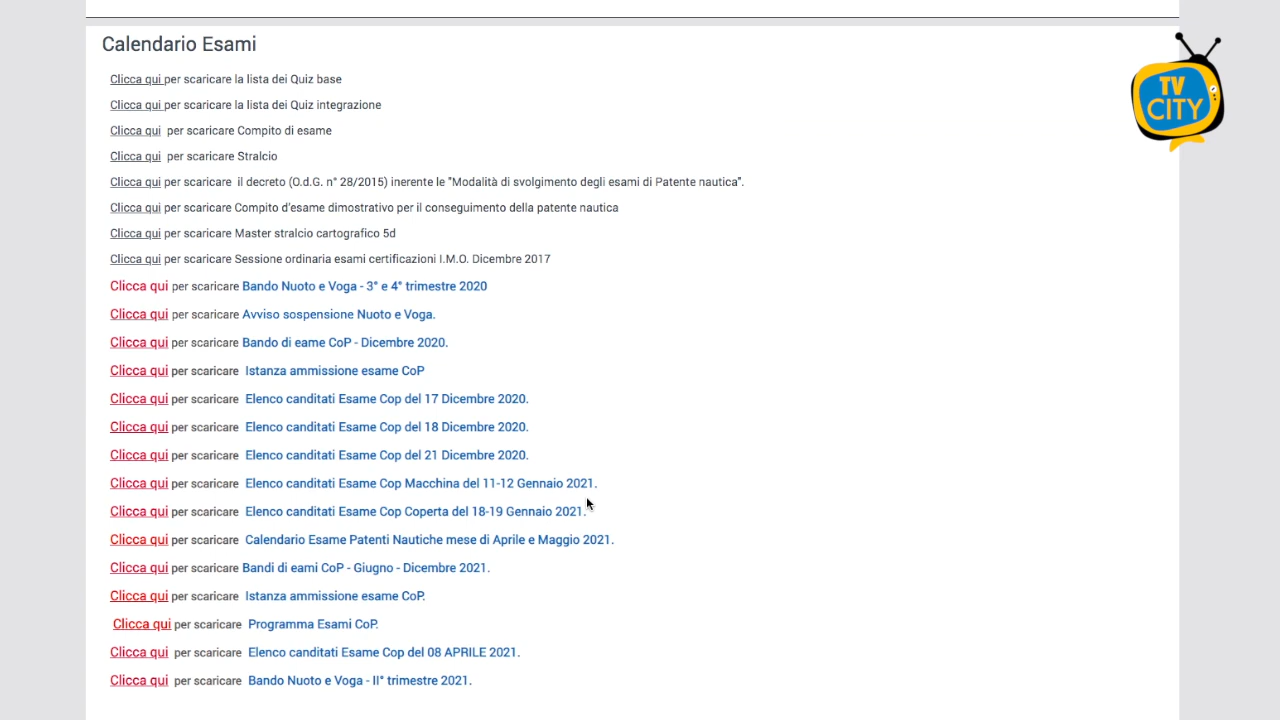 Calendario Esami
TV
CITY
Clicca qui per scaricare la lista dei Quiz base
Clicca qui per scaricare la lista dei Quiz integrazione
Clicca qui per scaricare Compito di esame
Clicca qui per scaricare Stralcio
Clicca qui per scaricare il decreto (O.d.G. n° 28/2015) inerente le "Modalità di svolgimento degli esami di Patente nautica".
Clicca qui per scaricare Compito d'esame dimostrativo per il conseguimento della patente nautica
Clicca qui per scaricare Master stralcio cartografico 5d
Clicca qui per scaricare Sessione ordinaria esami certificazioni I.M.O. Dicembre 2017
Clicca qui per scaricare Bando Nuoto e Voga - 3° e 4° trimestre 2020
Clicca qui per scaricare Avviso sospensione Nuoto e Voga.
Clicca qui per scaricare Bando di eame CoP - Dicembre 2020.
Clicca qui per scaricare Istanza ammissione esame CoP
Clicca qui per scaricare Elenco canditati Esame Cop del 17 Dicembre 2020.
Clicca qui per scaricare Elenco canditati Esame Cop del 18 Dicembre 2020.
Clicca qui per scaricare Elenco canditati Esame Cop del 21 Dicembre 2020.
Clicca qui per scaricare Elenco canditati Esame Cop Macchina del 11-12 Gennaio 2021.
Clicca qui per scaricare Elenco canditati Esame Cop Coperta del 18-19 Gennaio 2021.
Clicca qui per scaricare Calendario Esame Patenti Nautiche mese di Aprile e Maggio 2021.
Clicca qui per scaricare Bandi di eami CoP - Giugno - Dicembre 2021.
Clicca qui per scaricare Istanza ammissione esame CoP.
Clicca qui per scaricare Programma Esami CoP.
Clicca qui per scaricare Elenco canditati Esame Cop del 08 APRILE 2021.
Clicca qui per scaricare Bando Nuoto e Voga - II° trimestre 2021.